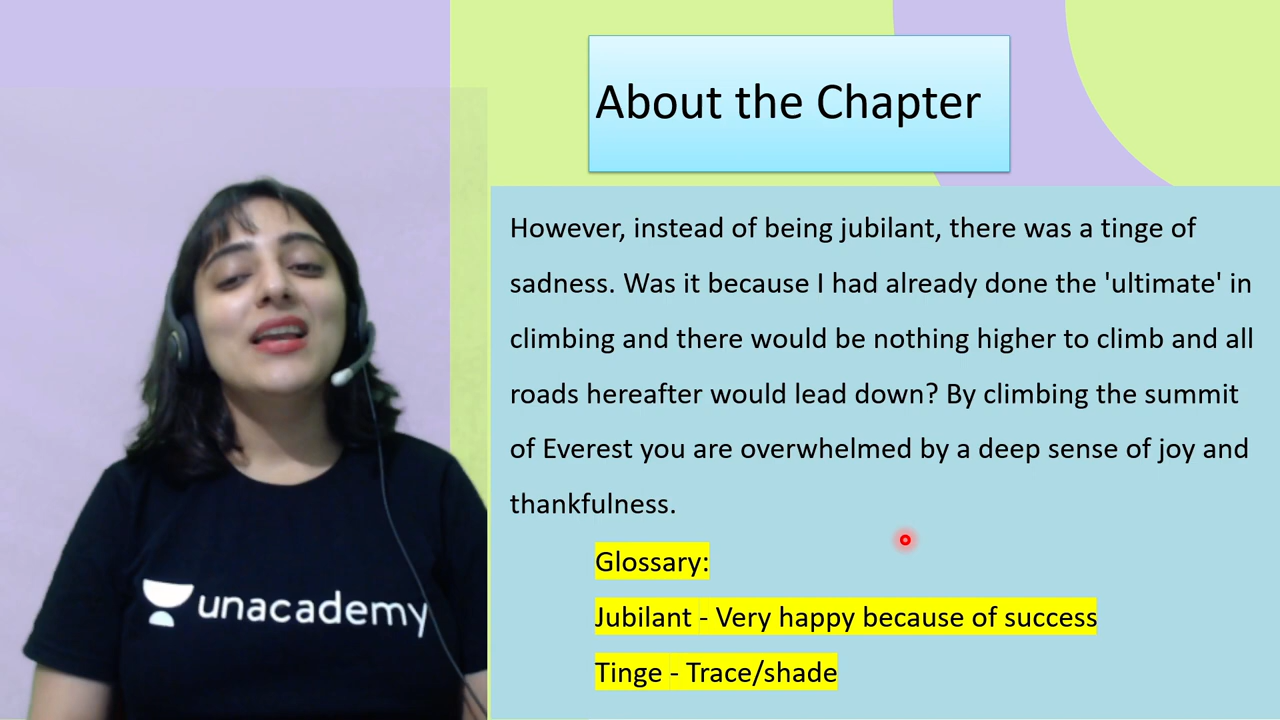 About the Chapter
However, instead of being jubilant, there was a tinge of
sadness. Was it because I had already done the 'ultimate' in
climbing and there would be nothing higher to climb and all
roads hereafter would lead down? By climbing the summit
of Everest you are overwhelmed by a deep sense of joy and
thankfulness.
Glossary:
Jubilant - Very happy because of success
Tinge - Trace/shade
unacademy